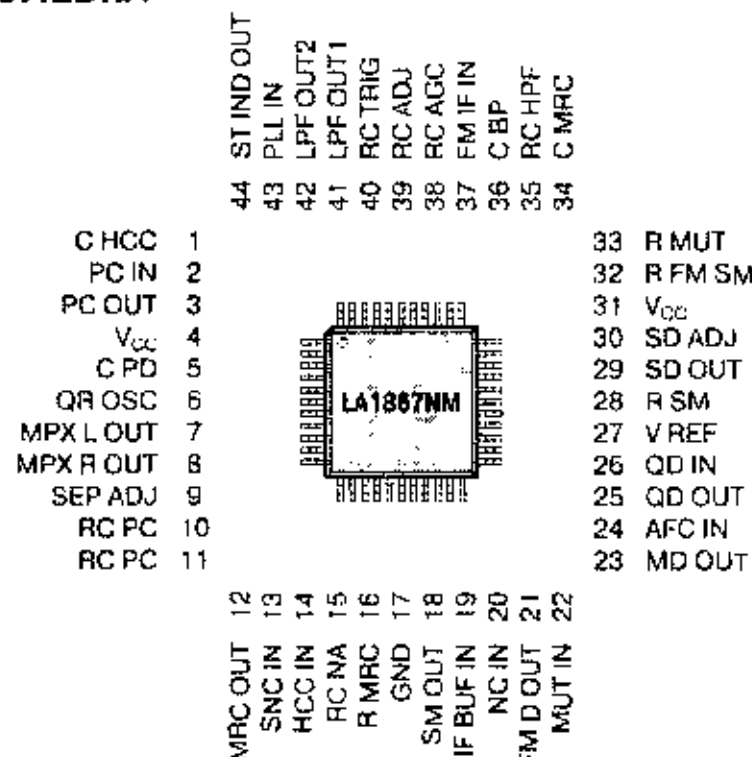 44 ST IND OUT
43 PLL IN
42 LPF OUT2
41 LPF OUT1
40 RC TRIG
39 RC ADJ
38 RC AGC
37 FM IF IN
36 C BP
35 RC HPF
34 C MRC
C HCC 1
PC IN 2
PC OUT 3
VCC 4
C PD 5
QR OSC 6
MPX L OUT 7
MPX R OUT 8
SEP ADJ 9
RC PC 10
RC PC 11
33 R MUT
32 R FM SM
31 VCC
30 SD ADJ
29 SD OUT
28 R SM
27 V REF
26 QD IN
25 QD OUT
24 AFC IN
23 MD OUT
LA1867NM
MRC OUT 12
SNC IN 13
HCC IN 14
RC NA 15
R MRC 16
GND 17
SM OUT 18
IF BUF IN 19
NC IN 20
FM D OUT 21
MUT IN 22